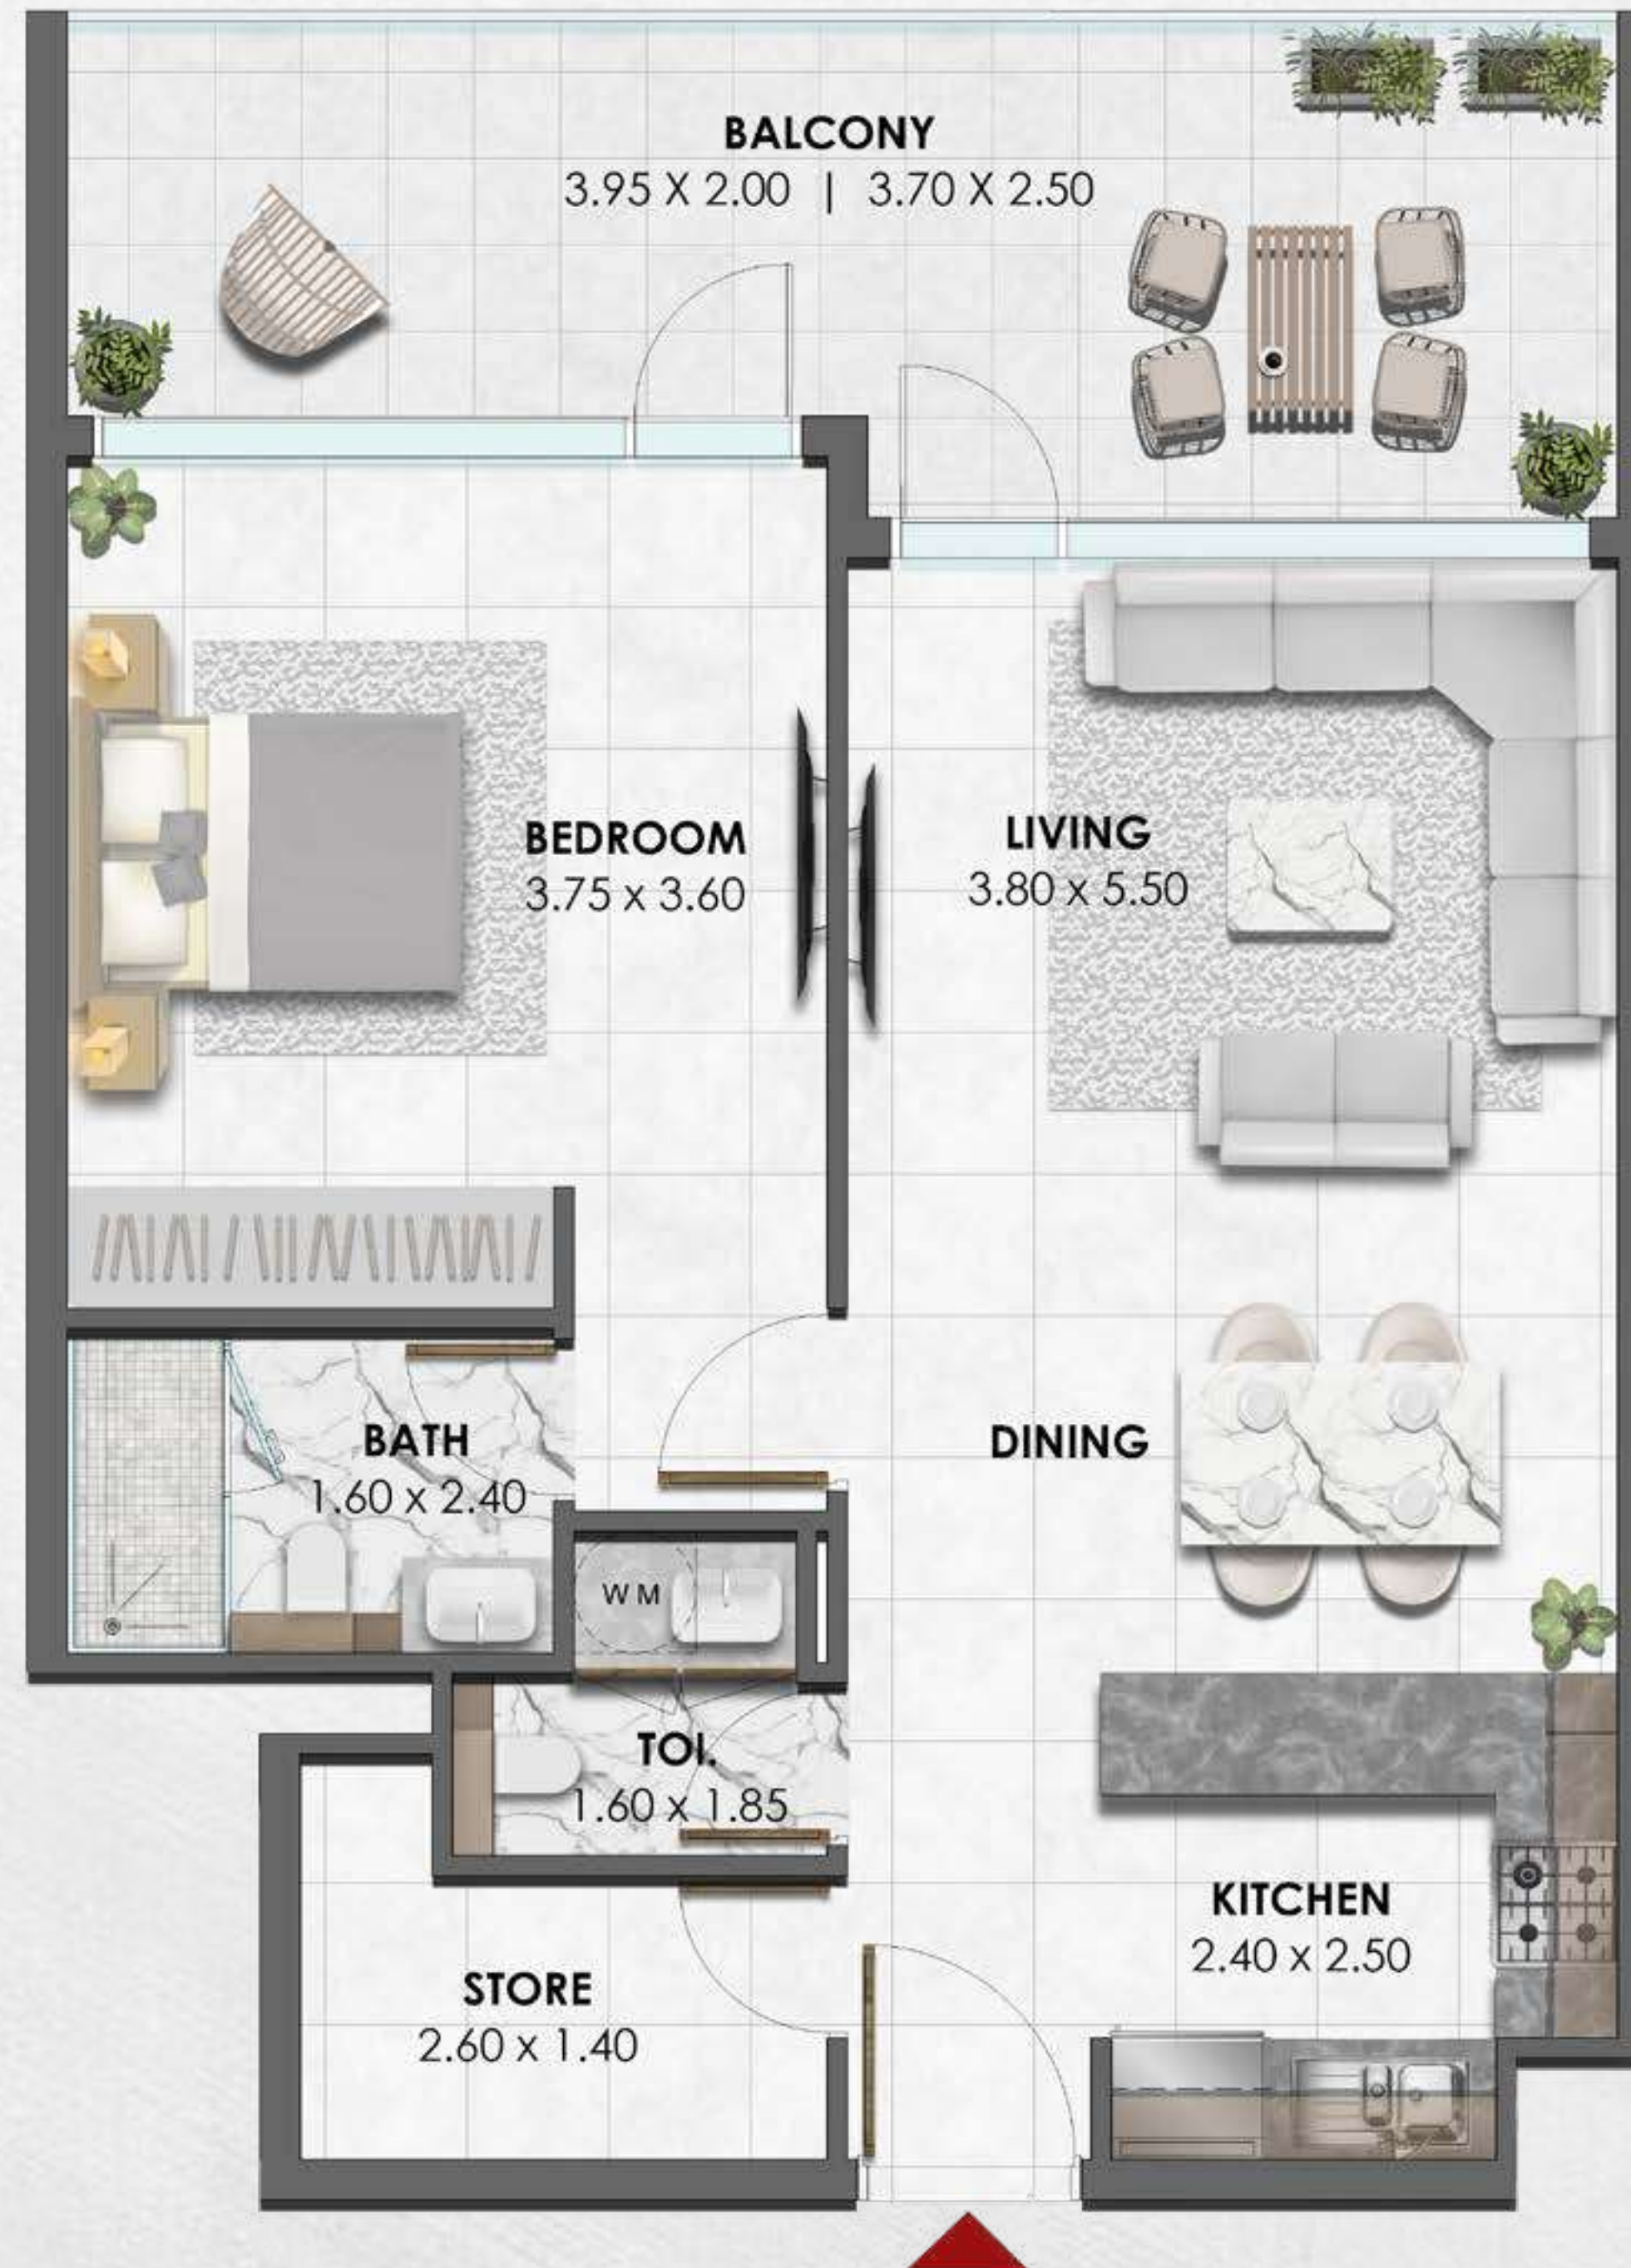 BALCONY
3.95 X 2.00 | 3.70 X 2.50
BEDROOM
3.75 x 3.60
LIVING
3.80 x 5.50
BATH
1.60 x 2.40
DINING
W M
TOI.
1.60 x 1.85
KITCHEN
2.40 x 2.50
STORE
2.60 x 1.40